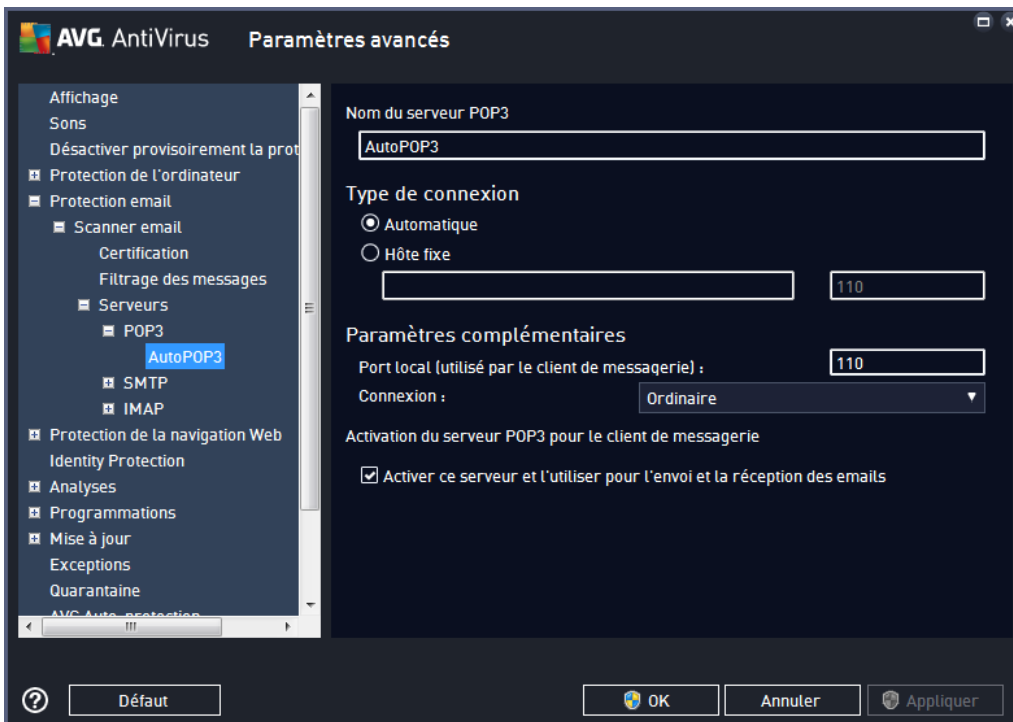 AVG AntiVirus Paramètres avancés
Affichage
Sons
Désactiver provisoirement la prot
Protection de l'ordinateur
Protection email
Scanner email
Certification
Filtrage des messages
Serveurs
POP3
AutoPOP3
SMTP
IMAP
Protection de la navigation Web
Identity Protection
Analyses
Programmations
Mise à jour
Exceptions
Quarantaine
AVG Auto-protection
Nom du serveur POP3
AutoPOP3
Type de connexion
Automatique
Hôte fixe
110
Paramètres complémentaires
Port local (utilisé par le client de messagerie) :
110
Connexion :
Ordinaire
Activation du serveur POP3 pour le client de messagerie
Activer ce serveur et l'utiliser pour l'envoi et la réception des emails
? Défaut OK Annuler Appliquer